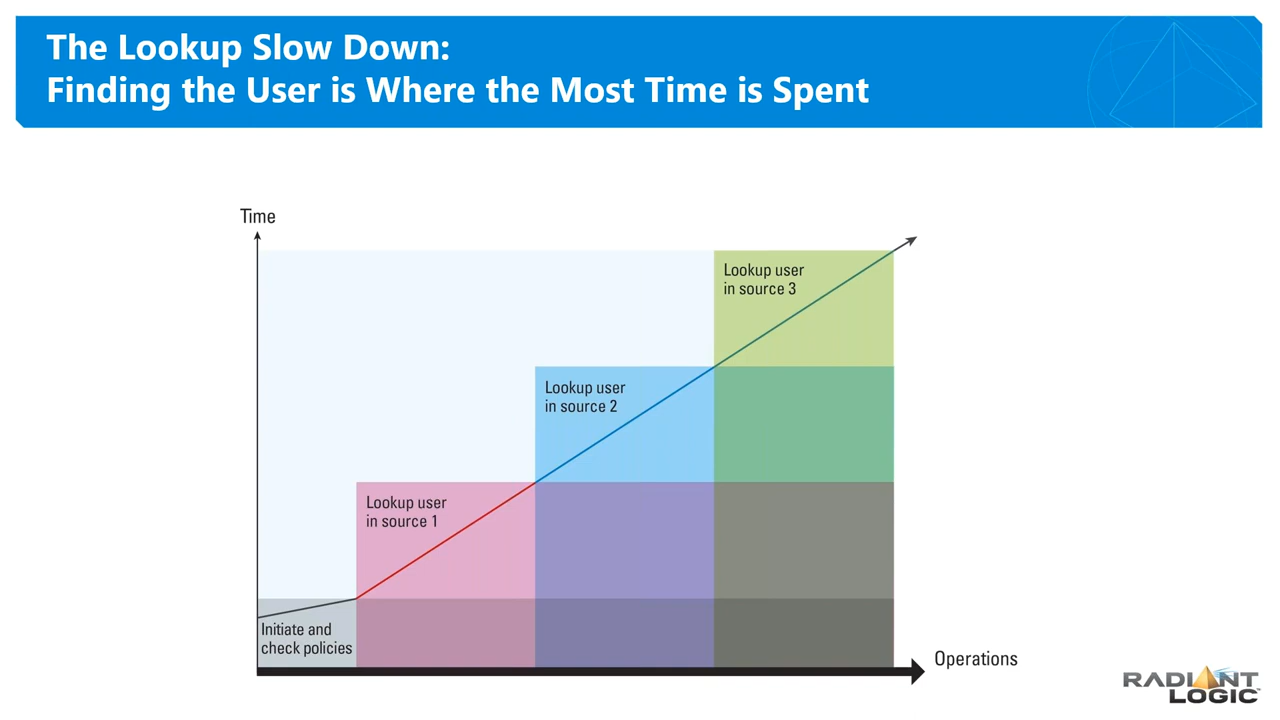 The Lookup Slow Down:
Finding the User is Where the Most Time is Spent
Time
Lookup user
in source 3
Lookup user
in source 2
Lookup user
in source 1
Initiate and
check policies
Operations
RADIANT
LOGIC